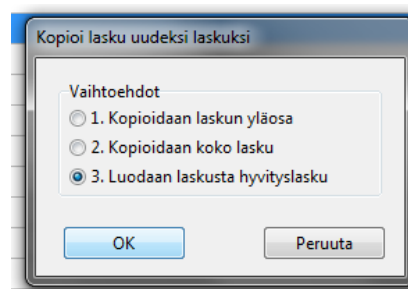 Kopioi lasku uudeksi laskuksi
Vaihtoehdot
1. Kopioidaan laskun yläosa
2. Kopioidaan koko lasku
3. Luodaan laskusta hyvityslasku
OK Peruuta